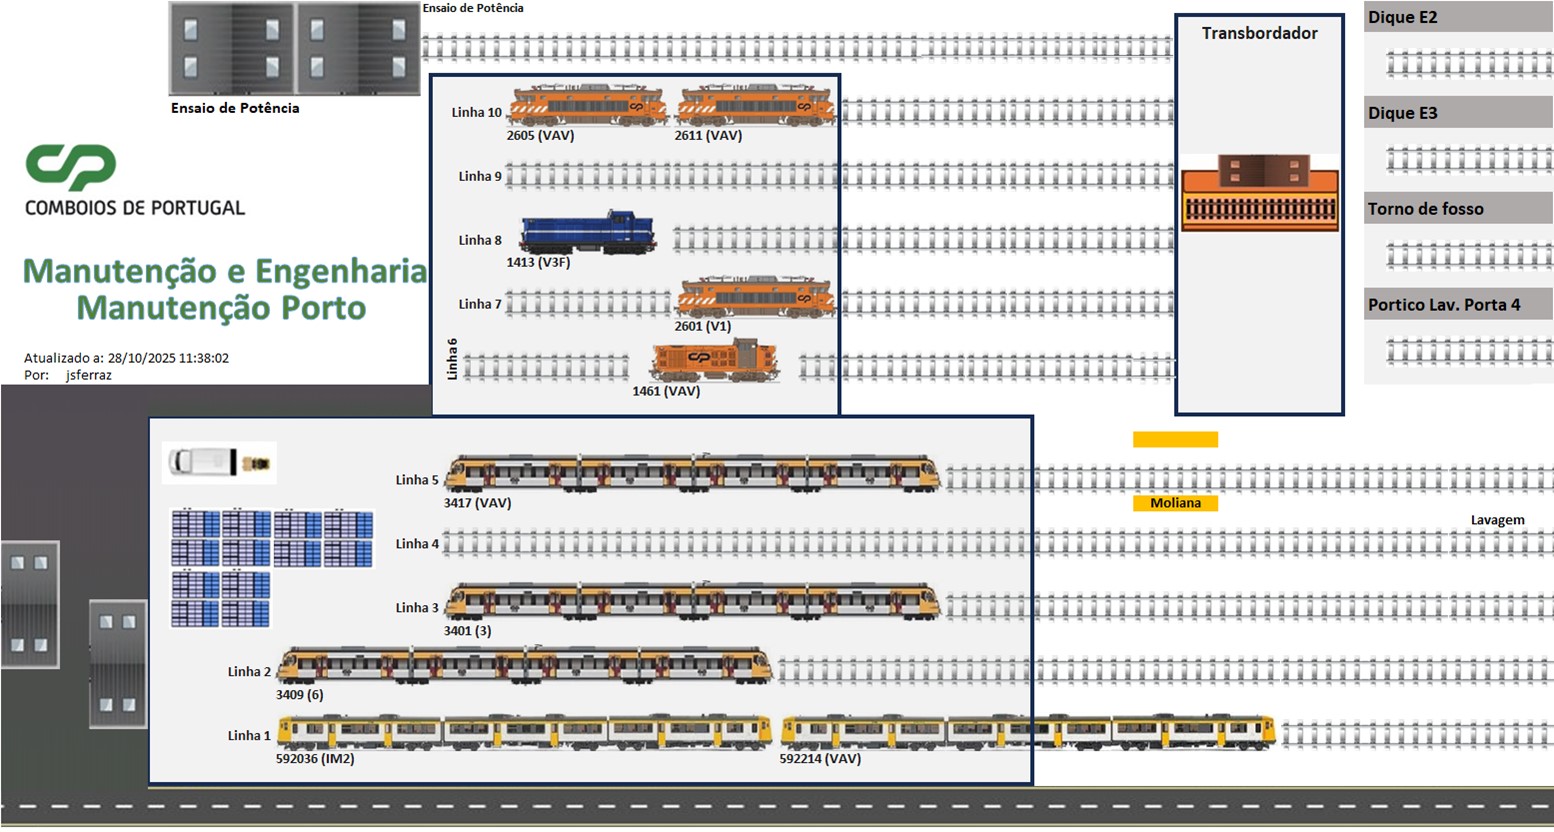 Ensaio de Potência
Ensaio de Potência
CP
COMBOIOS DE PORTUGAL
Manutenção e Engenharia
Manutenção Porto
Atualizado a: 28/10/2025 11:38:02
Por: jsferraz
Linha 10
2605 (VAV)
2611 (VAV)
Linha 9
Linha 8
1413 (V3F)
Linha 7
2601 (V1)
Linha 6
1461 (VAV)
Transbordador
Dique E2
Dique E3
Torno de fosso
Portico Lav. Porta 4
Linha 5
3417 (VAV)
Moliana
Lavagem
Linha 4
Linha 3
3401 (3)
Linha 2
3409 (6)
Linha 1
592036 (IM2)
592214 (VAV)